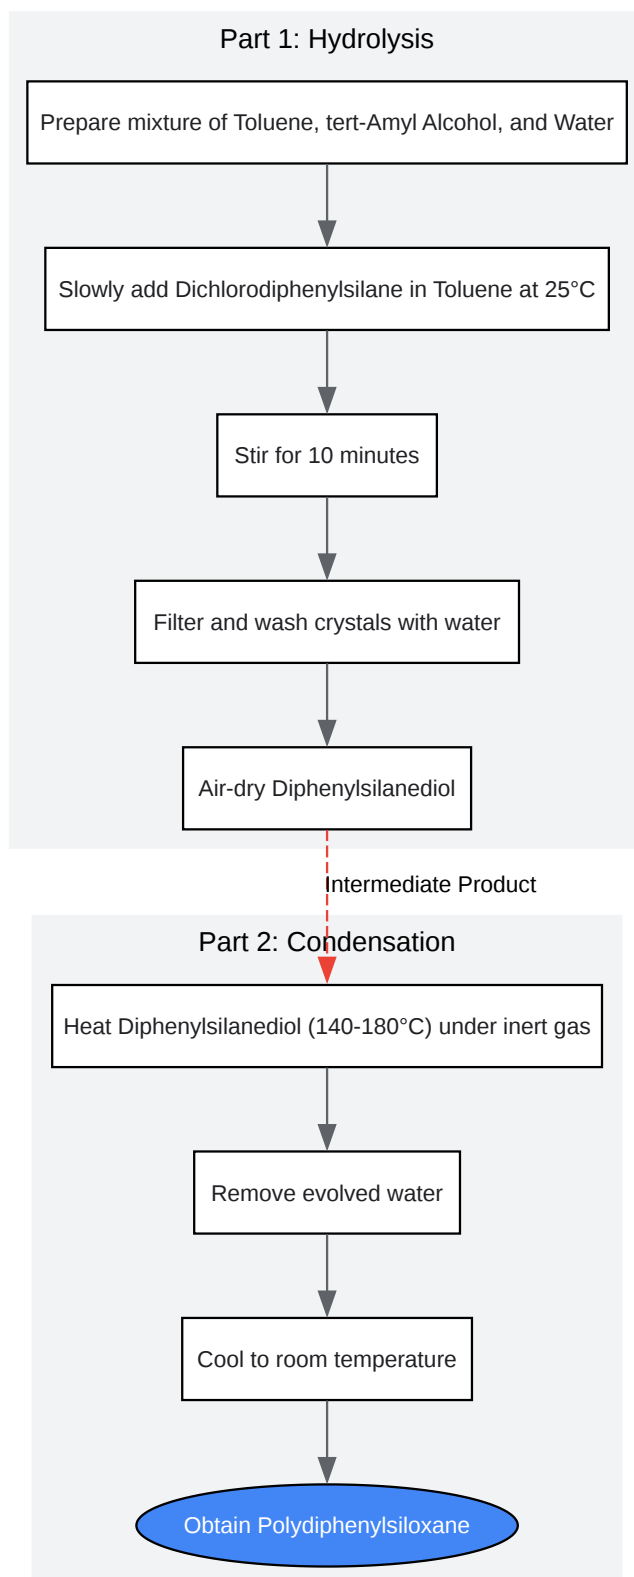 Part 1: Hydrolysis
Prepare mixture of Toluene, tert-Amyl Alcohol, and Water
Slowly add Dichlorodiphenylsilane in Toluene at 25°C
Stir for 10 minutes
Filter and wash crystals with water
Air-dry Diphenylsilanediol
Intermediate Product
Part 2: Condensation
Heat Diphenylsilanediol (140-180°C) under inert gas
Remove evolved water
Cool to room temperature
Obtain Polydiphenylsiloxane